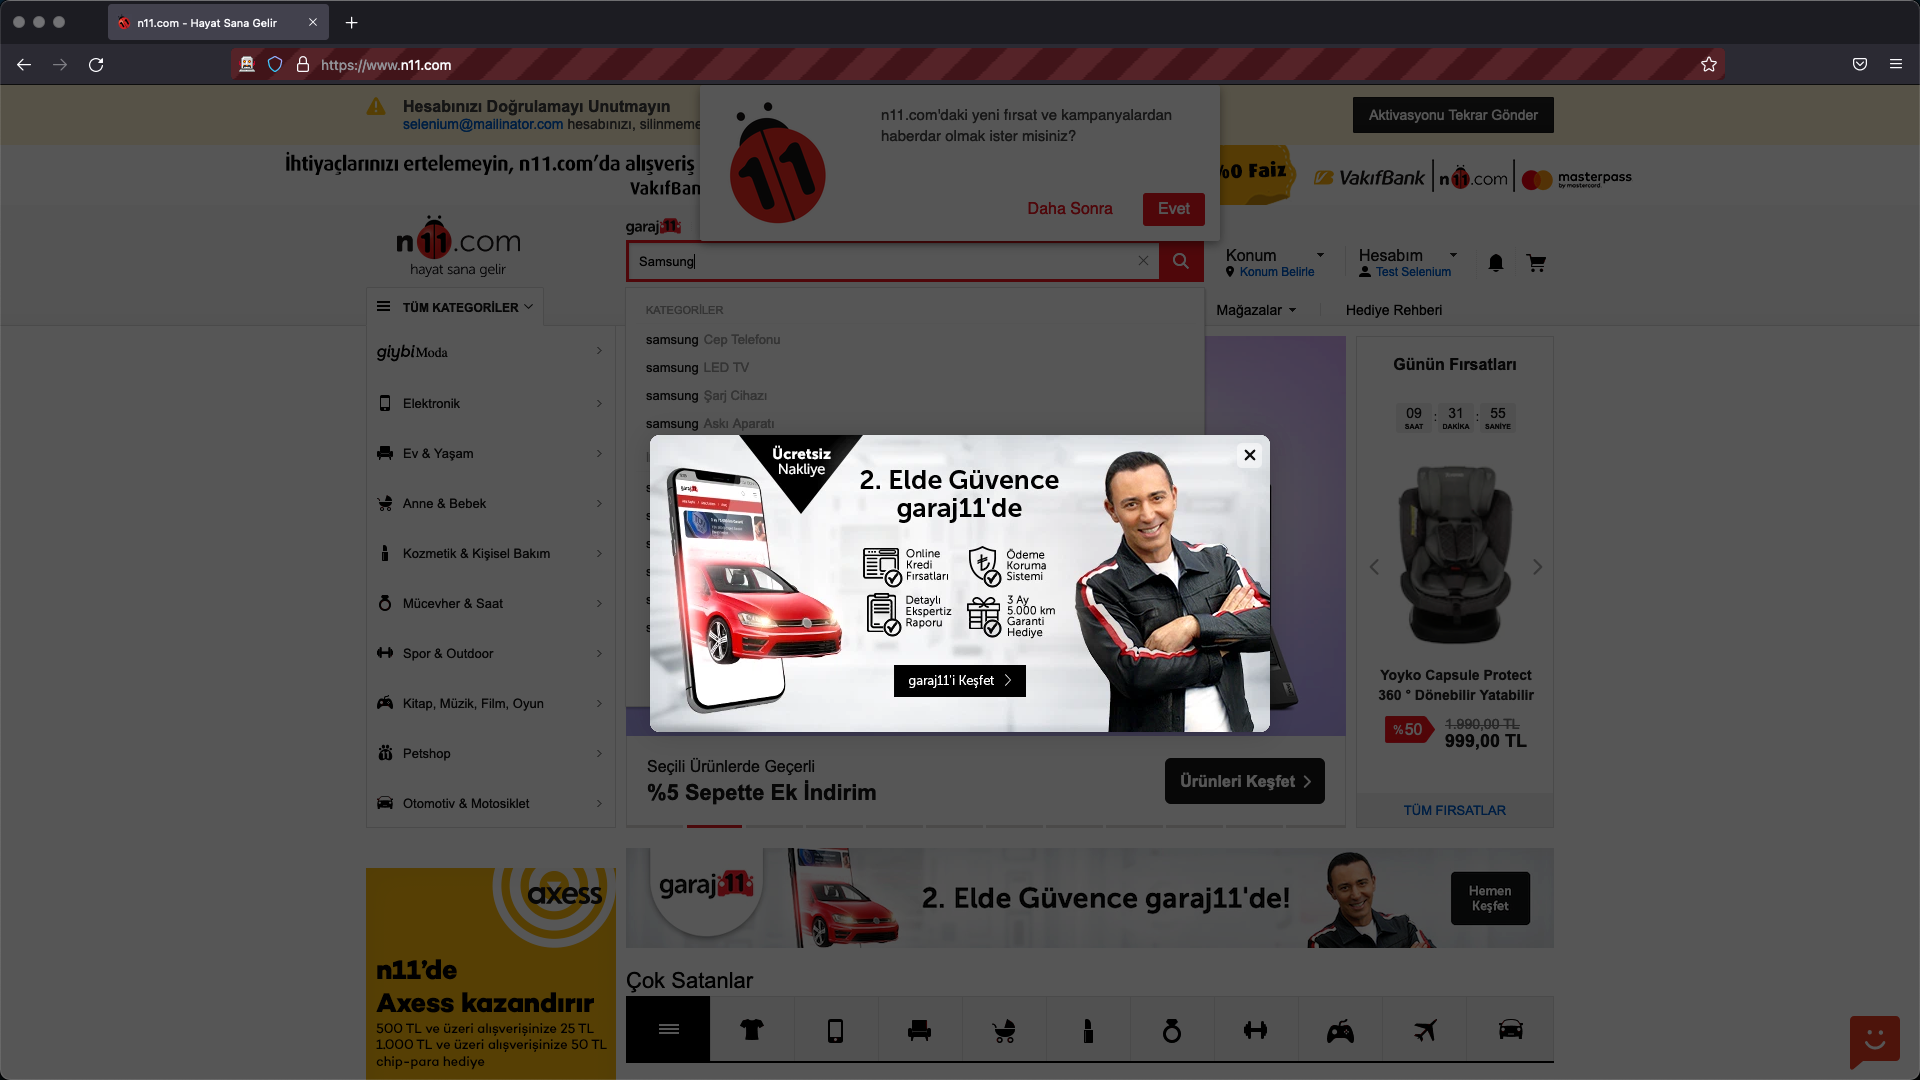 n11.com - Hayat Sana Gelir
https://www.n11.com
Hesabınızı Doğrulamayı Unutmayın
selenium@mailinator.com hesabınızı, silinmeme
Aktivasyonu Tekrar Gönder
n11.com'daki yeni fırsat ve kampanyalardan
haberdar olmak ister misiniz?
Daha Sonra
Evet
İhtiyaçlarınızı ertelemeyin, n11.com'da alışveriş
%0 Faiz
VakıfBank
n11.com
masterpass
by mastercard.
garaj11
n11.com
hayat sana gelir
Samsung
Konum
Konum Belirle
Hesabım
Test Selenium
TÜM KATEGORİLER
Mağazalar
Hediye Rehberi
KATEGORİLER
samsung Cep Telefonu
samsung LED TV
samsung Şarj Cihazı
samsung Askı Aparatı
giybiModa
Elektronik
Ev & Yaşam
Anne & Bebek
Kozmetik & Kişisel Bakım
Mücevher & Saat
Spor & Outdoor
Kitap, Müzik, Film, Oyun
Petshop
Otomotiv & Motosiklet
Ücretsiz
Nakliye
2. Elde Güvence
garaj11'de
Online
Kredi
Fırsatları
Ödeme
Koruma
Sistemi
Detaylı
Ekspertiz
Raporu
3 Ay
5.000 km
Garanti
Hediye
garaj11'i Keşfet
Günün Fırsatları
09 : 31 : 55
SAAT DAKİKA SANİYE
Yoyko Capsule Protect
360 ° Dönebilir Yatabilir
%50
1.990,00 TL
999,00 TL
TÜM FIRSATLAR
Seçili Ürünlerde Geçerli
%5 Sepette Ek İndirim
Ürünleri Keşfet
garaj11
2. Elde Güvence garaj11'de!
Hemen
Keşfet
axess
n11'de
Axess kazandırır
500 TL ve üzeri alışverişinize 25 TL
1.000 TL ve üzeri alışverişinize 50 TL
chip-para hediye
Çok Satanlar